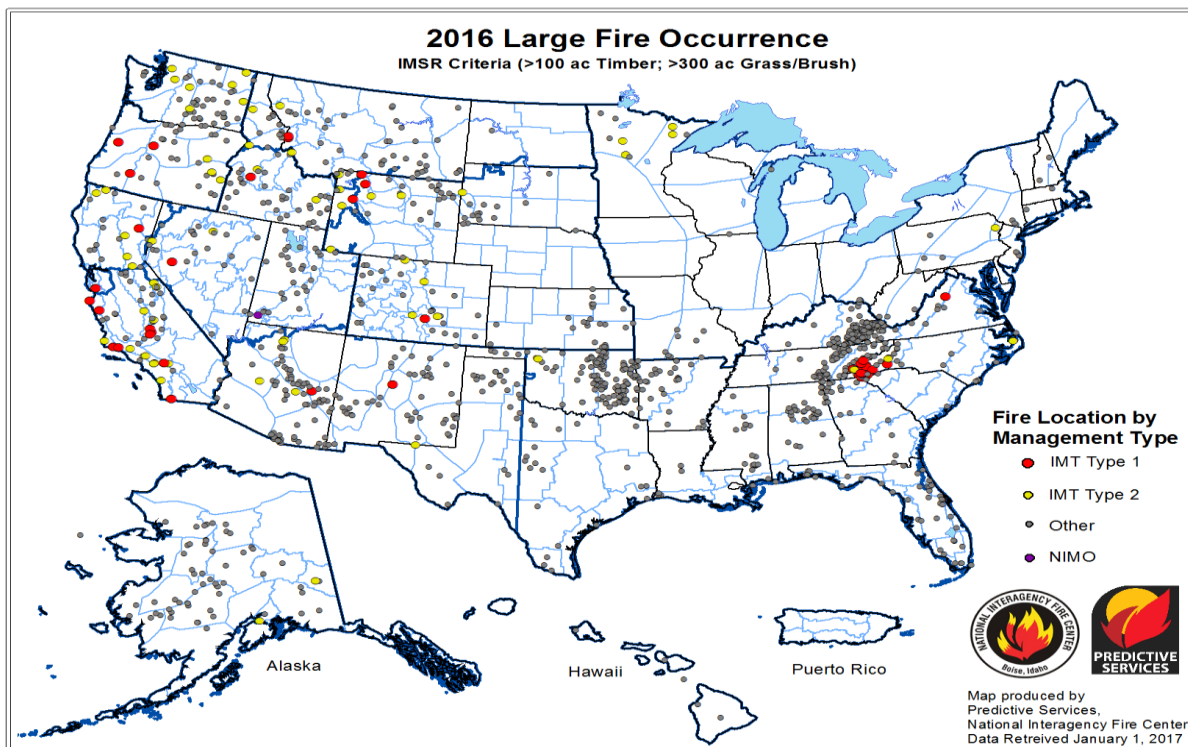 2016 Large Fire Occurrence
IMSR Criteria (>100 ac Timber; >300 ac Grass/Brush)
Fire Location by
Management Type
IMT Type 1
IMT Type 2
Other
NIMO
Alaska
Hawaii
Puerto Rico
NATIONAL INTERAGENCY FIRE CENTER
Boise, Idaho
PREDICTIVE
SERVICES
Map produced by
Predictive Services,
National Interagency Fire Center
Data Retreived January 1, 2017